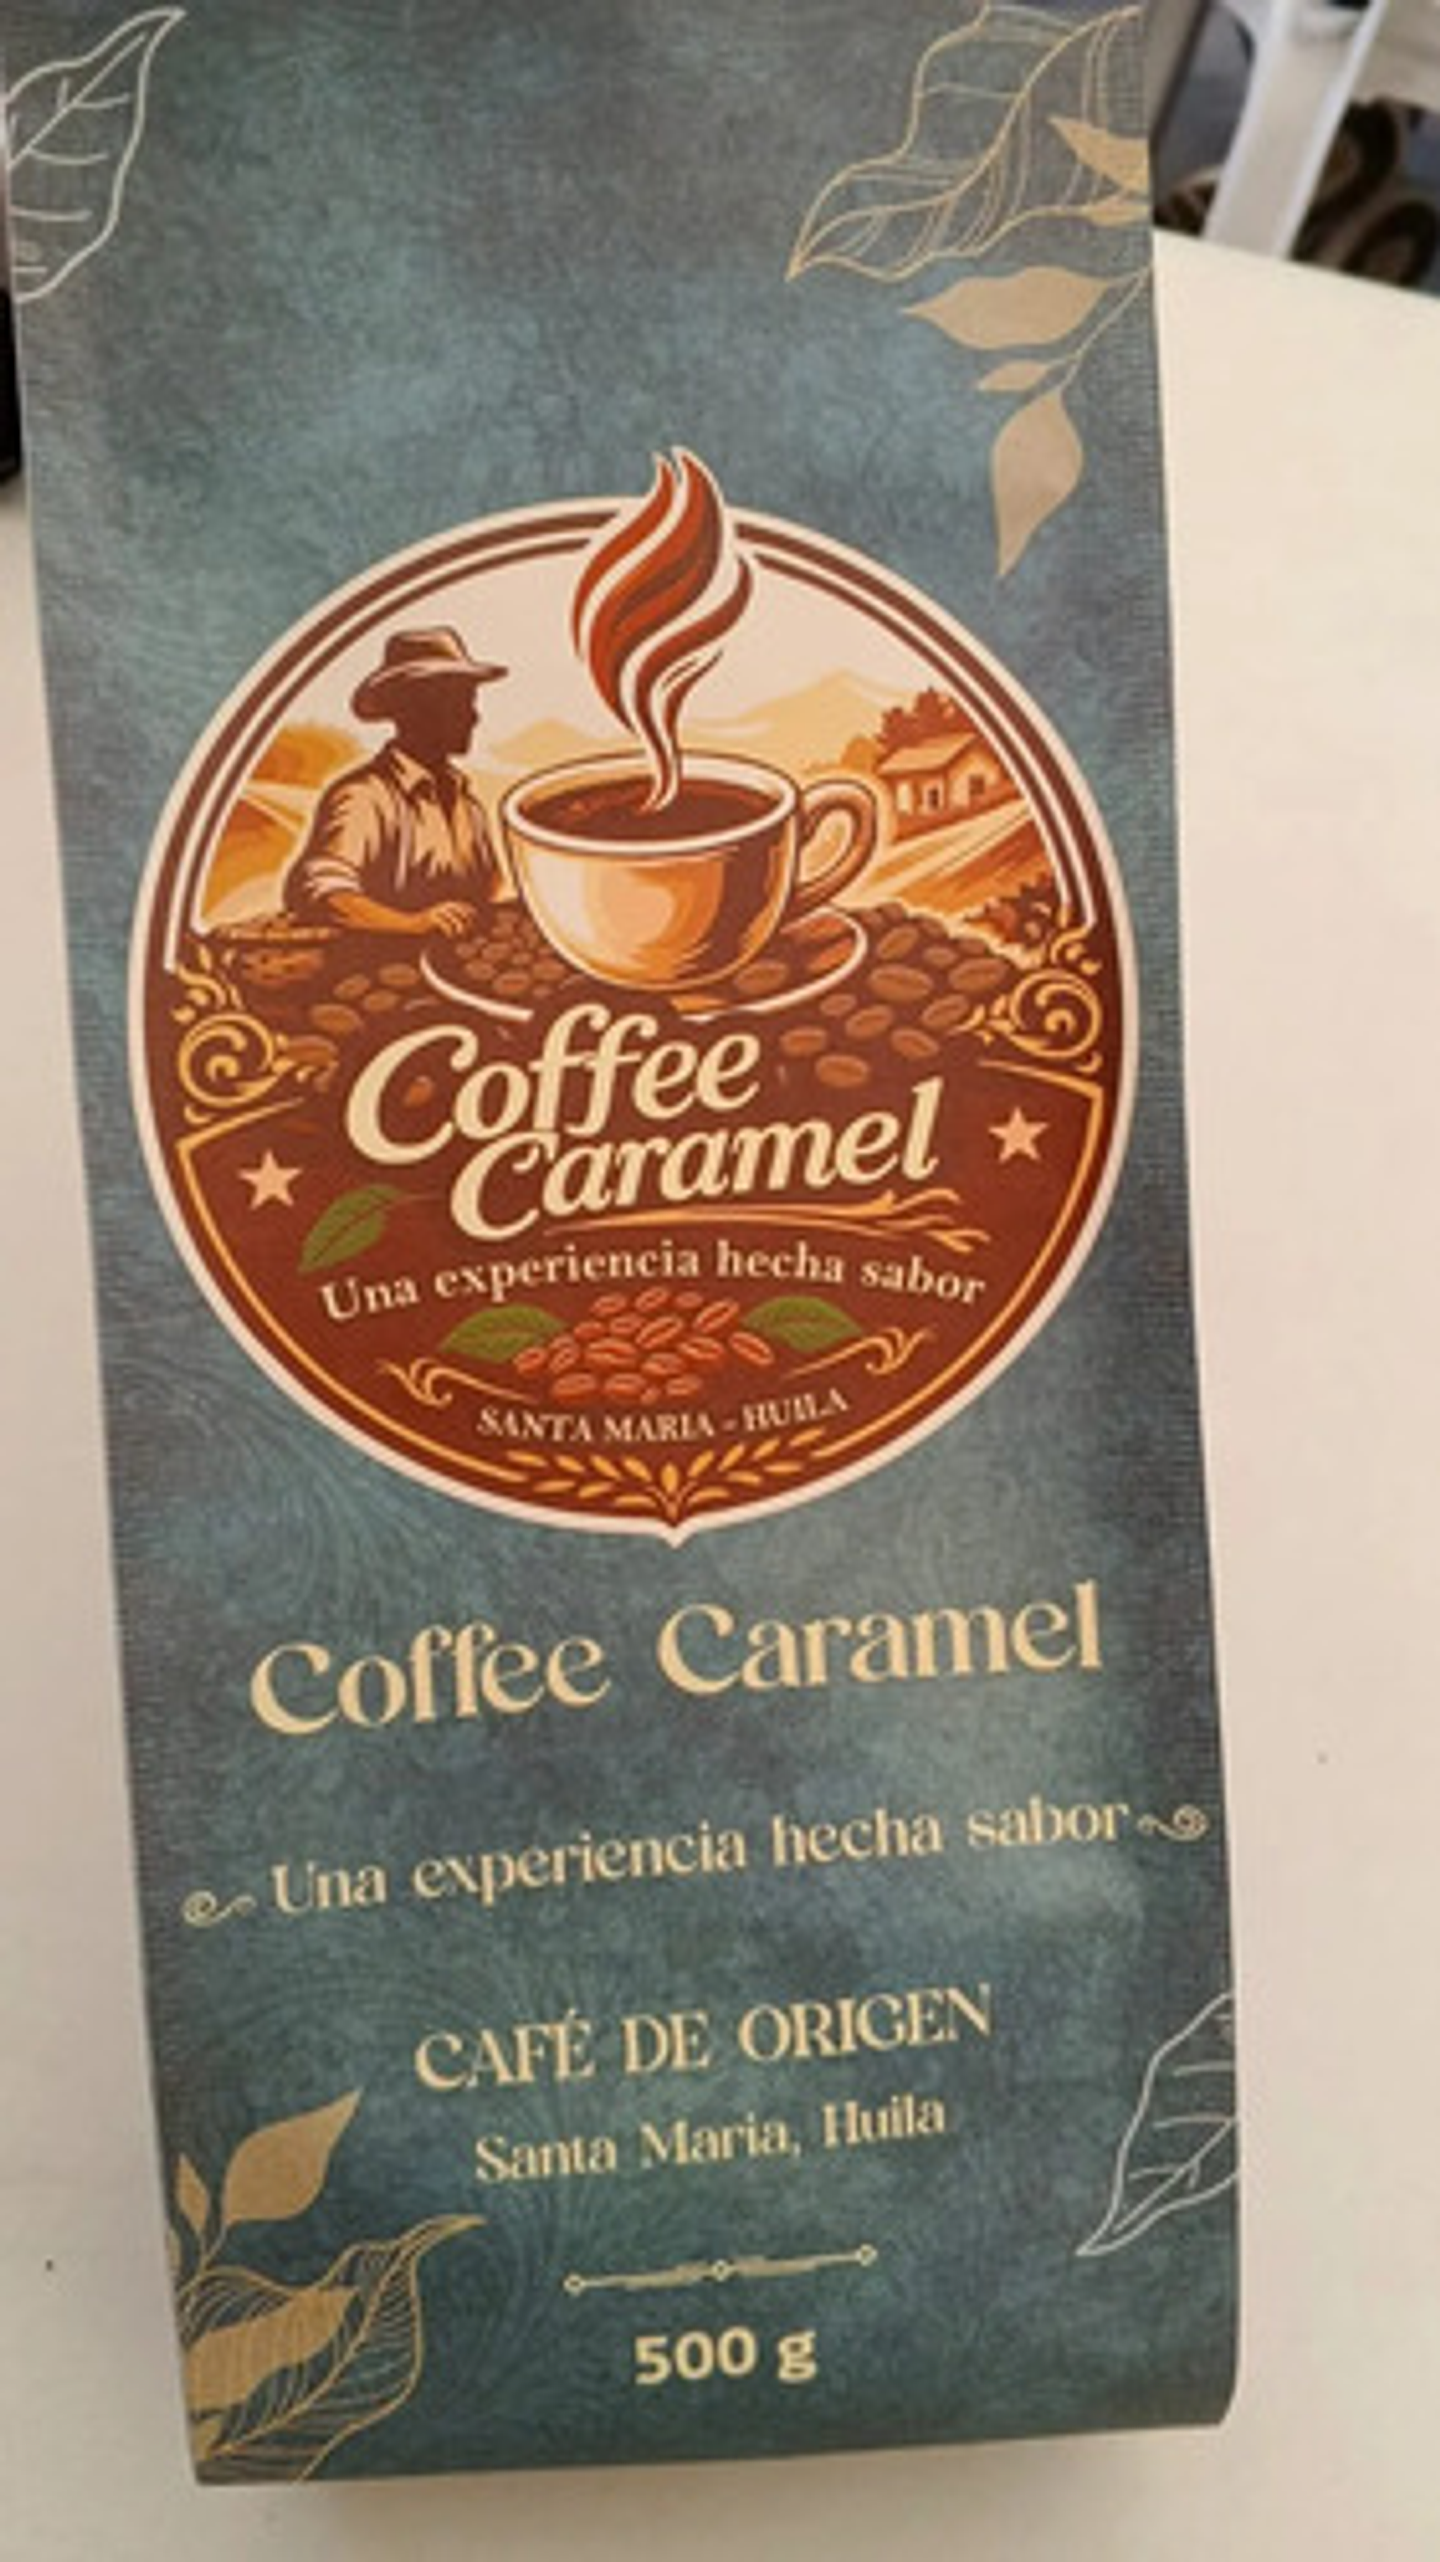 Coffee
Caramel
Una experiencia hecha sabor
SANTA MARIA - HUILA
Coffee Caramel
Una experiencia hecha sabor
CAFÉ DE ORIGEN
Santa Maria, Huila
500 g